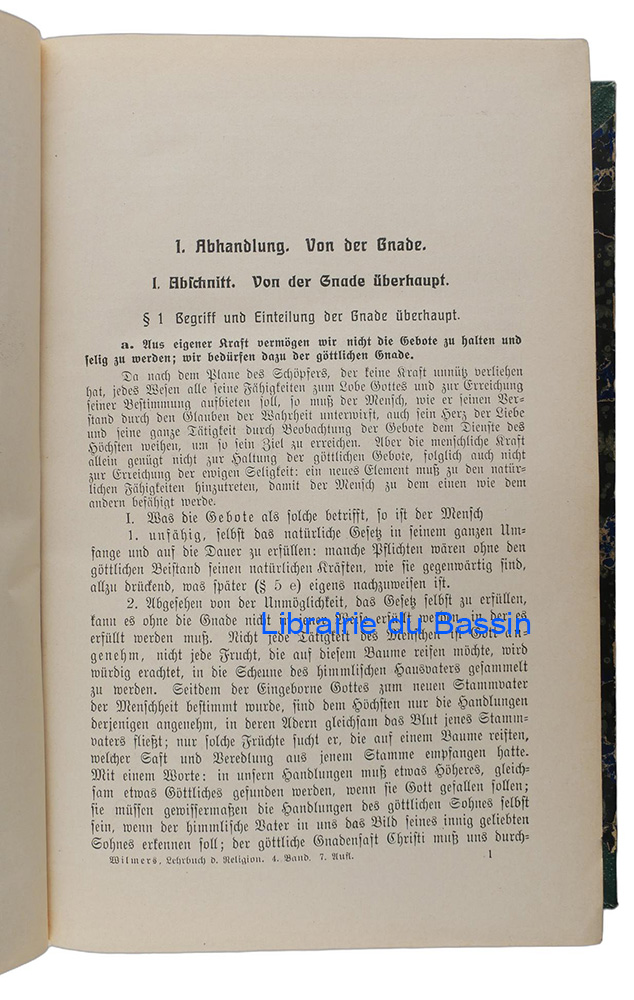 1. Abhandlung. Von der Gnade.
I. Abschnitt. Von der Gnade überhaupt.
§ 1 Begriff und Einteilung der Gnade überhaupt.
a. Aus eigener Kraft vermögen wir nicht die Gebote zu halten und
selig zu werden; wir bedürfen dazu der göttlichen Gnade.
Da nach dem Plane des Schöpfers, der keine Kraft unnütz verliehen
hat, jedes Wesen alle seine Fähigkeiten zum Lobe Gottes und zur Erreichung
seiner Bestimmung aufbieten soll, so muß der Mensch, wie er seinen Ver-
stand durch den Glauben der Wahrheit unterwirft, auch sein Herz der Liebe
und seine ganze Tätigkeit durch Beobachtung der Gebote dem Dienste des
Höchsten weihen, um so sein Ziel zu erreichen. Aber die menschliche Kraft
allein genügt nicht zur Haltung der göttlichen Gebote, folglich auch nicht
zur Erreichung der ewigen Seligkeit: ein neues Element muß zu den natür-
lichen Fähigkeiten hinzutreten, damit der Mensch zu dem einen wie dem
andern befähigt werde.
I. Was die Gebote als solche betrifft, so ist der Mensch
1. unfähig, selbst das natürliche Gesetz in seinem ganzen Um-
fange und auf die Dauer zu erfüllen: manche Pflichten wären ohne den
göttlichen Beistand seinen natürlichen Kräften, wie sie gegenwärtig sind,
allzu drückend, was später (§ 5 e) eigens nachzuweisen ist.
2. Abgesehen von der Unmöglichkeit, das Gesetz selbst zu erfüllen,
kann es ohne die Gnade nicht in jener Weise erfüllt werden, in der es
erfüllt werden muß. Nicht jede Tätigkeit des Menschen ist Gott an-
Librairie du Bassin
genehm, nicht jede Frucht, die auf diesem Baume reifen möchte, wird
würdig erachtet, in die Scheune des himmlischen Hausvaters gesammelt
zu werden. Seitdem der Eingeborne Gottes zum neuen Stammvater
der Menschheit bestimmt wurde, sind dem Höchsten nur die Handlungen
derjenigen angenehm, in deren Adern gleichsam das Blut jenes Stamm-
vaters fließt; nur solche Früchte sucht er, die auf einem Baume reiften,
welcher Saft und Veredlung aus jenem Stamme empfangen hatte.
Mit einem Worte: in unsern Handlungen muß etwas Höheres, gleich-
sam etwas Göttliches gefunden werden, wenn sie Gott gefallen sollen;
sie müssen gewissermaßen die Handlungen des göttlichen Sohnes selbst
sein, wenn der himmlische Vater in uns das Bild seines innig geliebten
Sohnes erkennen soll; der göttliche Gnadensaft Christi muß uns durch-
Wilmers, Lehrbuch d. Religion. 4. Band. 7. Aufl. 1